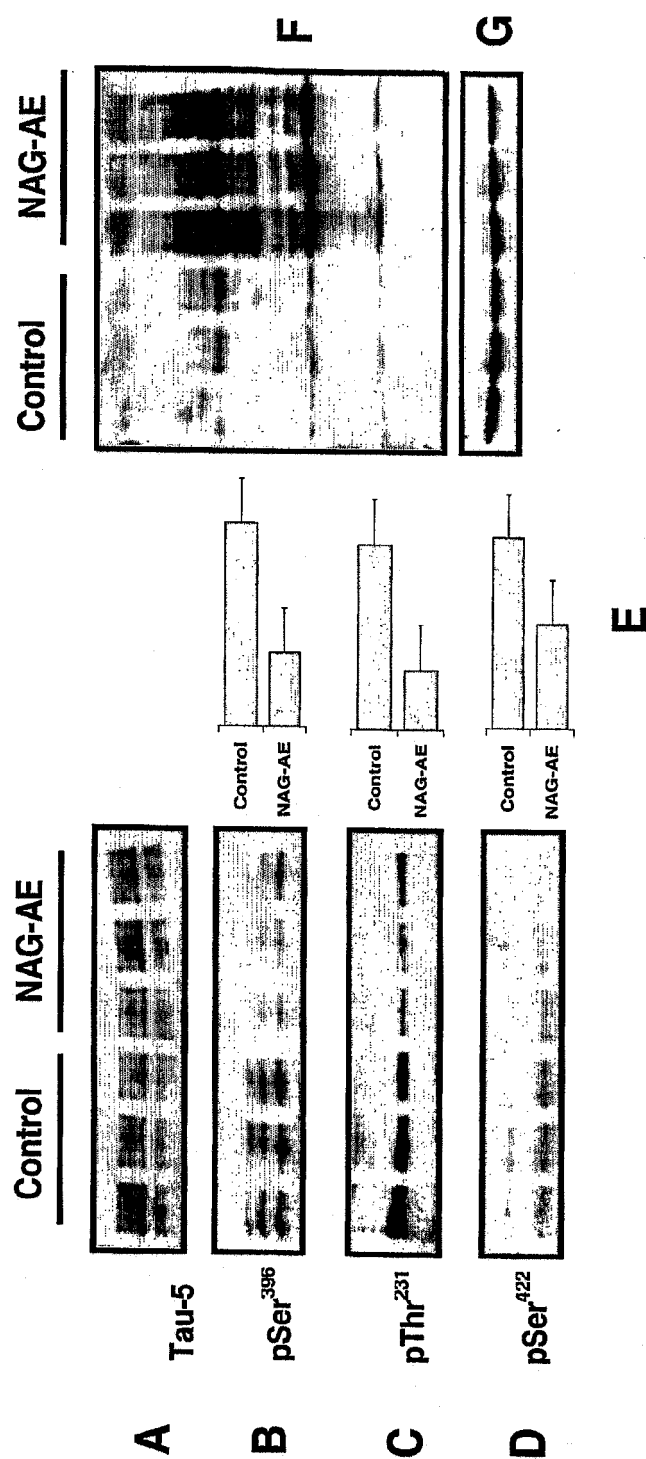 Control NAG-AE
A Tau-5
B pSer396
C pThr231
D pSer422
Control
NAG-AE
Control
NAG-AE
Control
NAG-AE
E
Control NAG-AE
F
G